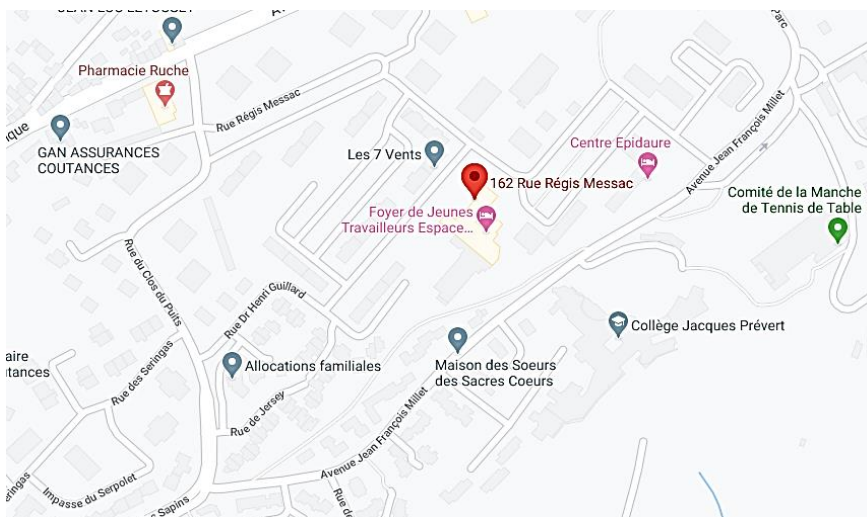 Pharmacie Ruche
GAN ASSURANCES
COUTANCES
Rue Régis Messac
Les 7 Vents
162 Rue Régis Messac
Foyer de Jeunes
Travailleurs Espace...
Centre Epidaure
Avenue Jean François Millet
Parc
Comité de la Manche
de Tennis de Table
Collège Jacques Prévert
Maison des Soeurs
des Sacres Coeurs
Allocations familiales
Rue du Clos du Puits
Rue Dr Henri Guillard
Rue des Seringas
Rue de Jersey
Avenue Jean François Millet
Impasse du Serpolet
Sapins
Rue de